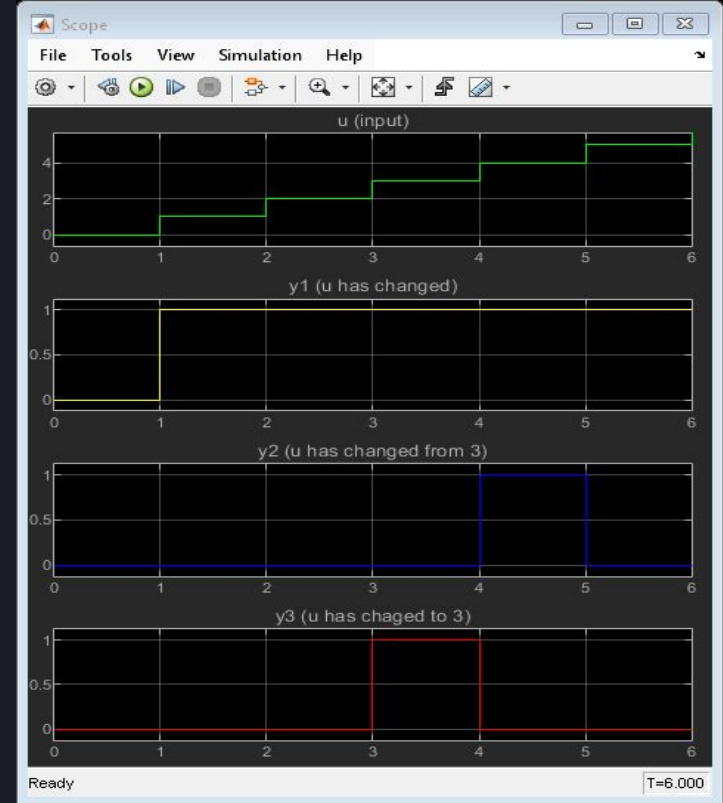 Scope
File Tools View Simulation Help
u (input)
4
2
0
0 1 2 3 4 5 6
y1 (u has changed)
1
0.5
0
0 1 2 3 4 5 6
y2 (u has changed from 3)
1
0.5
0
0 1 2 3 4 5 6
y3 (u has chaged to 3)
1
0.5
0
0 1 2 3 4 5 6
Ready T=6.000